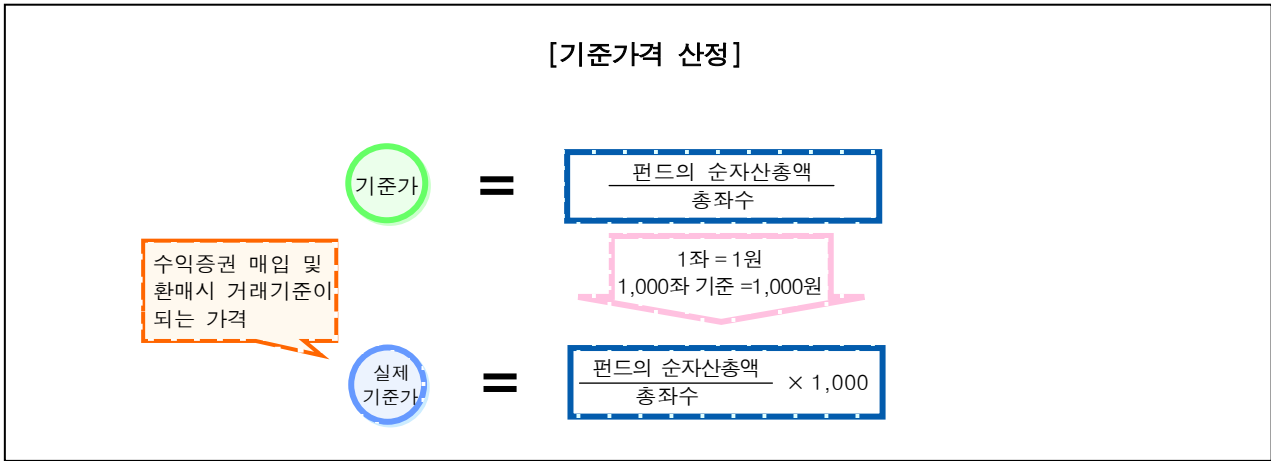 [기준가격 산정]
기준가
=
펀드의 순자산총액
총좌수
1좌 = 1원
1,000좌 기준 =1,000원
수익증권 매입 및
환매시 거래기준이
되는 가격
실제
기준가
=
펀드의 순자산총액
총좌수
× 1,000